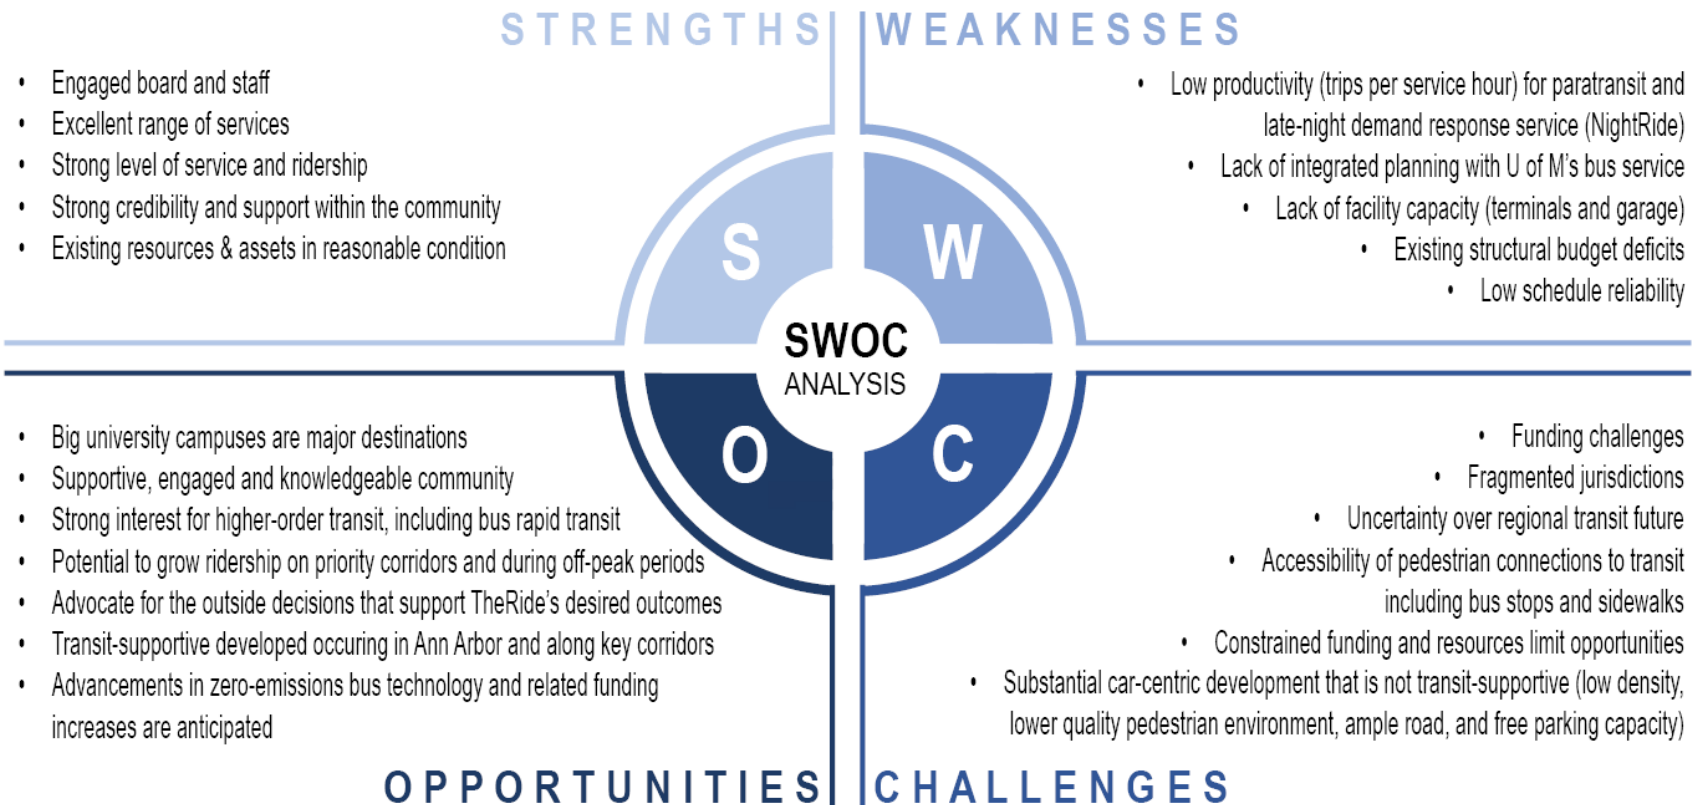 STRENGTHS
• Engaged board and staff
• Excellent range of services
• Strong level of service and ridership
• Strong credibility and support within the community
• Existing resources & assets in reasonable condition
WEAKNESSES
• Low productivity (trips per service hour) for paratransit and
late-night demand response service (NightRide)
• Lack of integrated planning with U of M's bus service
• Lack of facility capacity (terminals and garage)
• Existing structural budget deficits
• Low schedule reliability
S
W
SWOC
ANALYSIS
O
C
• Big university campuses are major destinations
• Supportive, engaged and knowledgeable community
• Strong interest for higher-order transit, including bus rapid transit
• Potential to grow ridership on priority corridors and during off-peak periods
• Advocate for the outside decisions that support TheRide's desired outcomes
• Transit-supportive developed occuring in Ann Arbor and along key corridors
• Advancements in zero-emissions bus technology and related funding
increases are anticipated
OPPORTUNITIES
• Funding challenges
• Fragmented jurisdictions
• Uncertainty over regional transit future
• Accessibility of pedestrian connections to transit
including bus stops and sidewalks
• Constrained funding and resources limit opportunities
• Substantial car-centric development that is not transit-supportive (low density,
lower quality pedestrian environment, ample road, and free parking capacity)
CHALLENGES